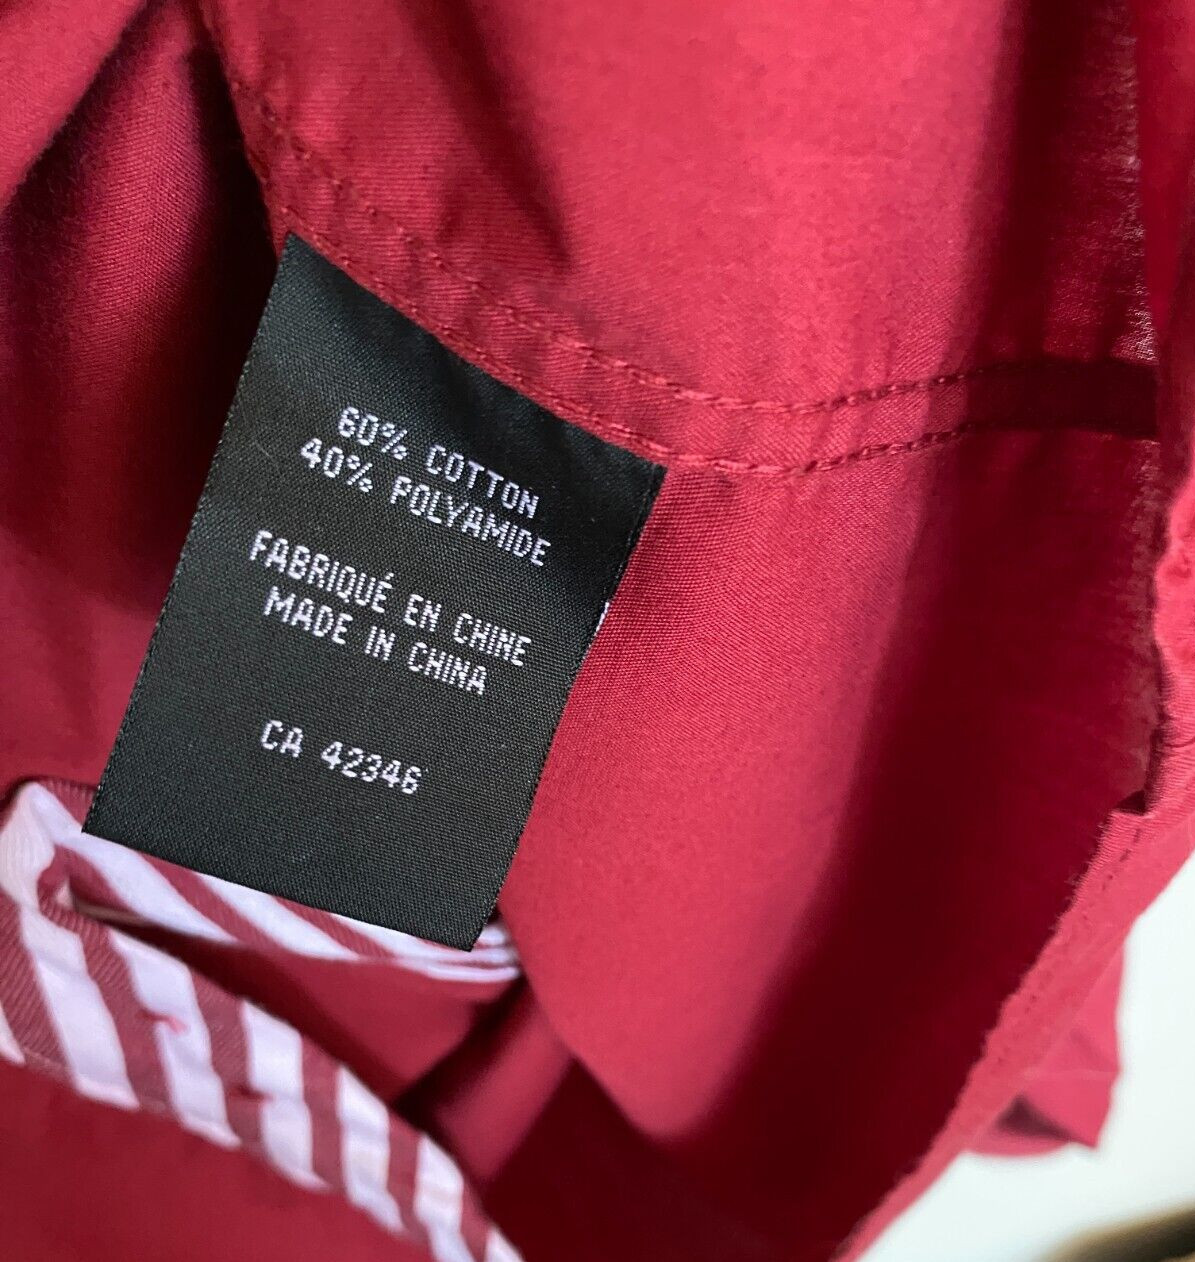 60% COTTON
40% POLYAMIDE
FABRIQUÉ EN CHINE
MADE IN CHINA
CA 42346